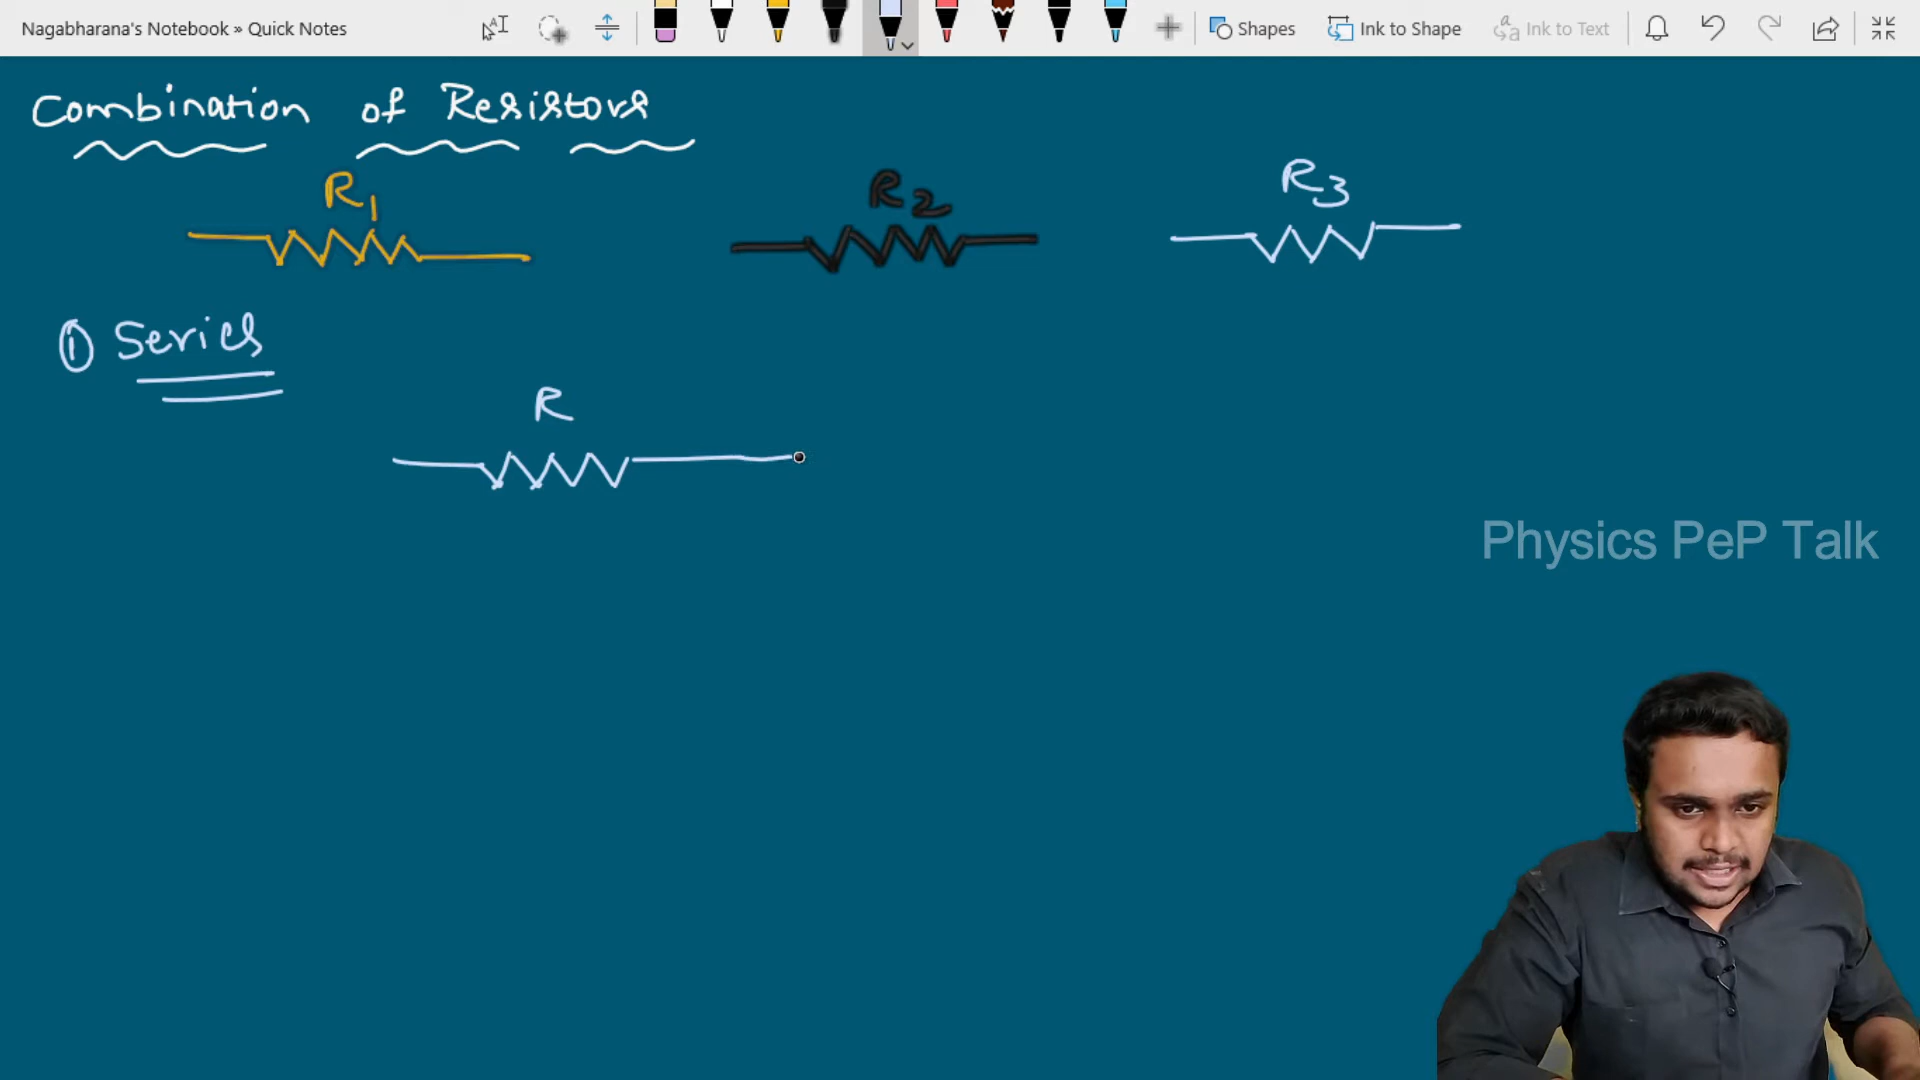 Nagabharana's Notebook » Quick Notes
Shapes
Ink to Shape
Ink to Text
Combination of Resistors
R1
R2
R3
① Series
R
Physics PeP Talk